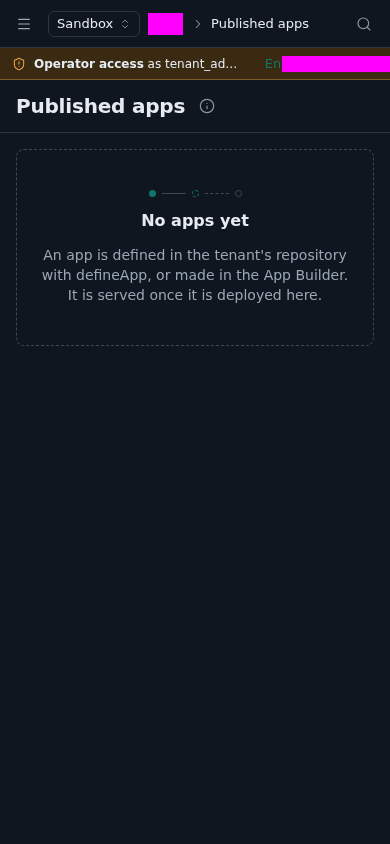 Sandbox
Published apps
Operator access as tenant_ad…
En
Published apps
No apps yet
An app is defined in the tenant's repository
with defineApp, or made in the App Builder.
It is served once it is deployed here.